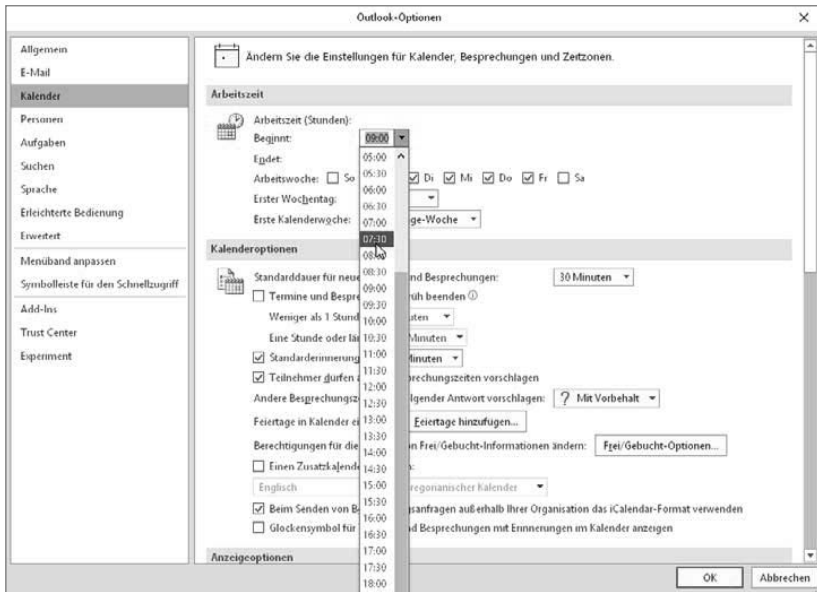 Outlook-Optionen
Allgemein
E-Mail
Kalender
Personen
Aufgaben
Suchen
Sprache
Erleichterte Bedienung
Erweitert
Menüband anpassen
Symbolleiste für den Schnellzugriff
Add-Ins
Trust Center
Experiment
Ändern Sie die Einstellungen für Kalender, Besprechungen und Zeitzonen.
Arbeitszeit
Arbeitszeit (Stunden):
Beginnt: 09:00
Endet:
Arbeitswoche: So Di Mi Do Fr Sa
Erster Wochentag:
Erste Kalenderwoche: ge-Woche
05:00
05:30
06:00
06:30
07:00
07:30
08:00
08:30
09:00
09:30
10:00
10:30
11:00
11:30
12:00
12:30
13:00
13:30
14:00
14:30
15:00
15:30
16:00
16:30
17:00
17:30
18:00
Kalenderoptionen
Standarddauer für neue nd Besprechungen: 30 Minuten
Termine und Bespre rüh beenden
Weniger als 1 Stund uten
Eine Stunde oder lä Minuten
Standarderinnerung Minuten
Teilnehmer dürfen a prechungszeiten vorschlagen
Andere Besprechungsz lgender Antwort vorschlagen: ? Mit Vorbehalt
Feiertage in Kalender ei Feiertage hinzufügen...
Berechtigungen für die on Frei/Gebucht-Informationen ändern: Frei/Gebucht-Optionen...
Einen Zusatzkalende n:
Englisch regorianischer Kalender
Beim Senden von B gsanfragen außerhalb Ihrer Organisation das iCalendar-Format verwenden
Glockensymbol für nd Besprechungen mit Erinnerungen im Kalender anzeigen
Anzeigeoptionen
OK Abbrechen